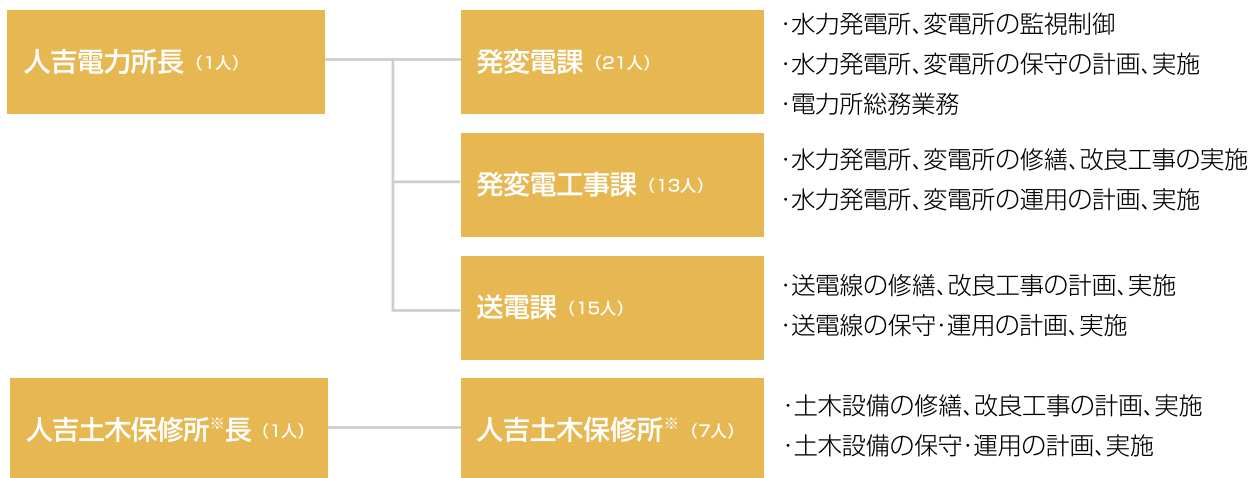 人吉電力所長（1人）
発変電課（21人）
・水力発電所、変電所の監視制御
・水力発電所、変電所の保守の計画、実施
・電力所総務業務
発変電工事課（13人）
・水力発電所、変電所の修繕、改良工事の実施
・水力発電所、変電所の運用の計画、実施
送電課（15人）
・送電線の修繕、改良工事の計画、実施
・送電線の保守・運用の計画、実施
人吉土木保修所※長（1人）
人吉土木保修所※（7人）
・土木設備の修繕、改良工事の計画、実施
・土木設備の保守・運用の計画、実施